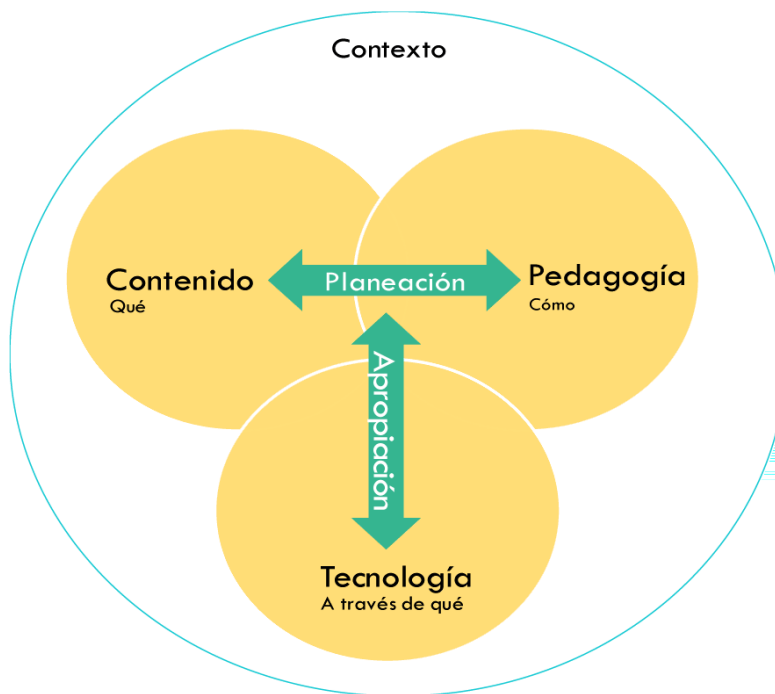 Contexto
Contenido
Qué
Planeación
Pedagogía
Cómo
Apropiación
Tecnología
A través de qué